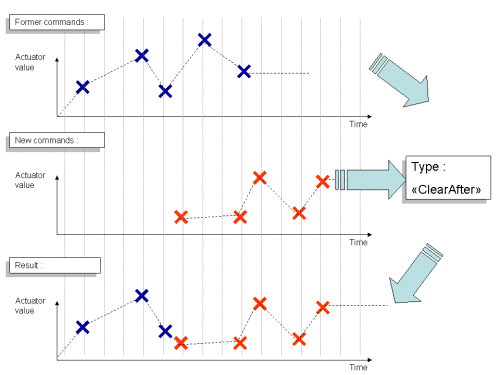 Former commands :
Actuator
value
Time
New commands :
Actuator
value
Time
Type :
«ClearAfter»
Result :
Actuator
value
Time